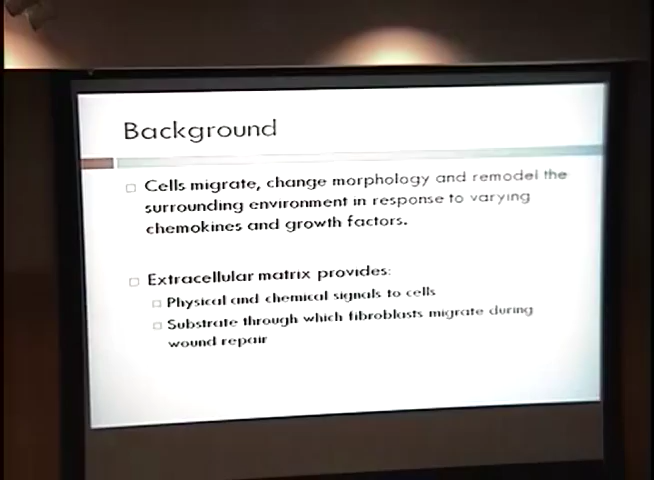 Background
Cells migrate, change morphology and remodel the
surrounding environment in response to varying
chemokines and growth factors.
Extracellular matrix provides:
Physical and chemical signals to cells
Substrate through which fibroblasts migrate during
wound repair